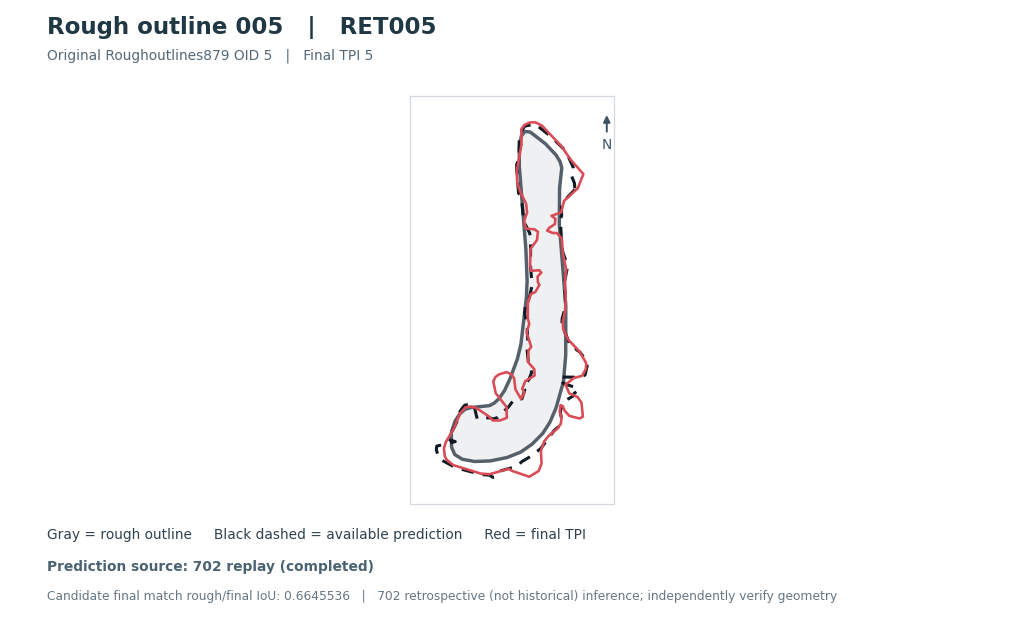 Rough outline 005   |   RET005
Original Roughoutlines879 OID 5   |   Final TPI 5
N
Gray = rough outline     Black dashed = available prediction     Red = final TPI
Prediction source: 702 replay (completed)
Candidate final match rough/final IoU: 0.6645536   |   702 retrospective (not historical) inference; independently verify geometry